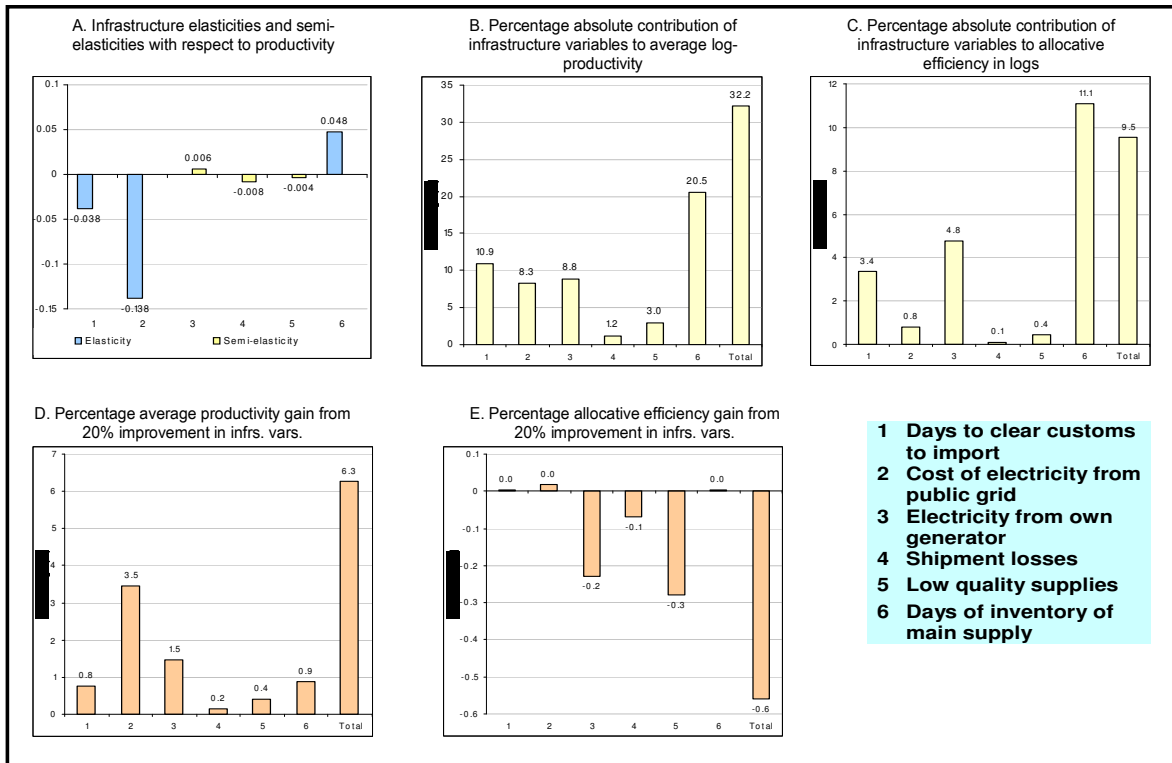 A. Infrastructure elasticities and semi-
elasticities with respect to productivity
0.1
0.05
0
-0.05
-0.1
-0.15
-0.038
-0.138
0.006
-0.008
-0.004
0.048
1 2 3 4 5 6
Elasticity Semi-elasticity
B. Percentage absolute contribution of
infrastructure variables to average log-
productivity
35
30
25
20
15
10
5
0
10.9
8.3
8.8
1.2
3.0
20.5
32.2
1 2 3 4 5 6 Total
C. Percentage absolute contribution of
infrastructure variables to allocative
efficiency in logs
12
10
8
6
4
2
0
3.4
0.8
4.8
0.1
0.4
11.1
9.5
1 2 3 4 5 6 Total
D. Percentage average productivity gain from
20% improvement in infrs. vars.
7
6
5
4
3
2
1
0
0.8
3.5
1.5
0.2
0.4
0.9
6.3
1 2 3 4 5 6 Total
E. Percentage allocative efficiency gain from
20% improvement in infrs. vars.
0.1
0
-0.1
-0.2
-0.3
-0.4
-0.5
-0.6
0.0
0.0
-0.2
-0.1
-0.3
0.0
-0.6
1 2 3 4 5 6 Total
1 Days to clear customs
to import
2 Cost of electricity from
public grid
3 Electricity from own
generator
4 Shipment losses
5 Low quality supplies
6 Days of inventory of
main supply